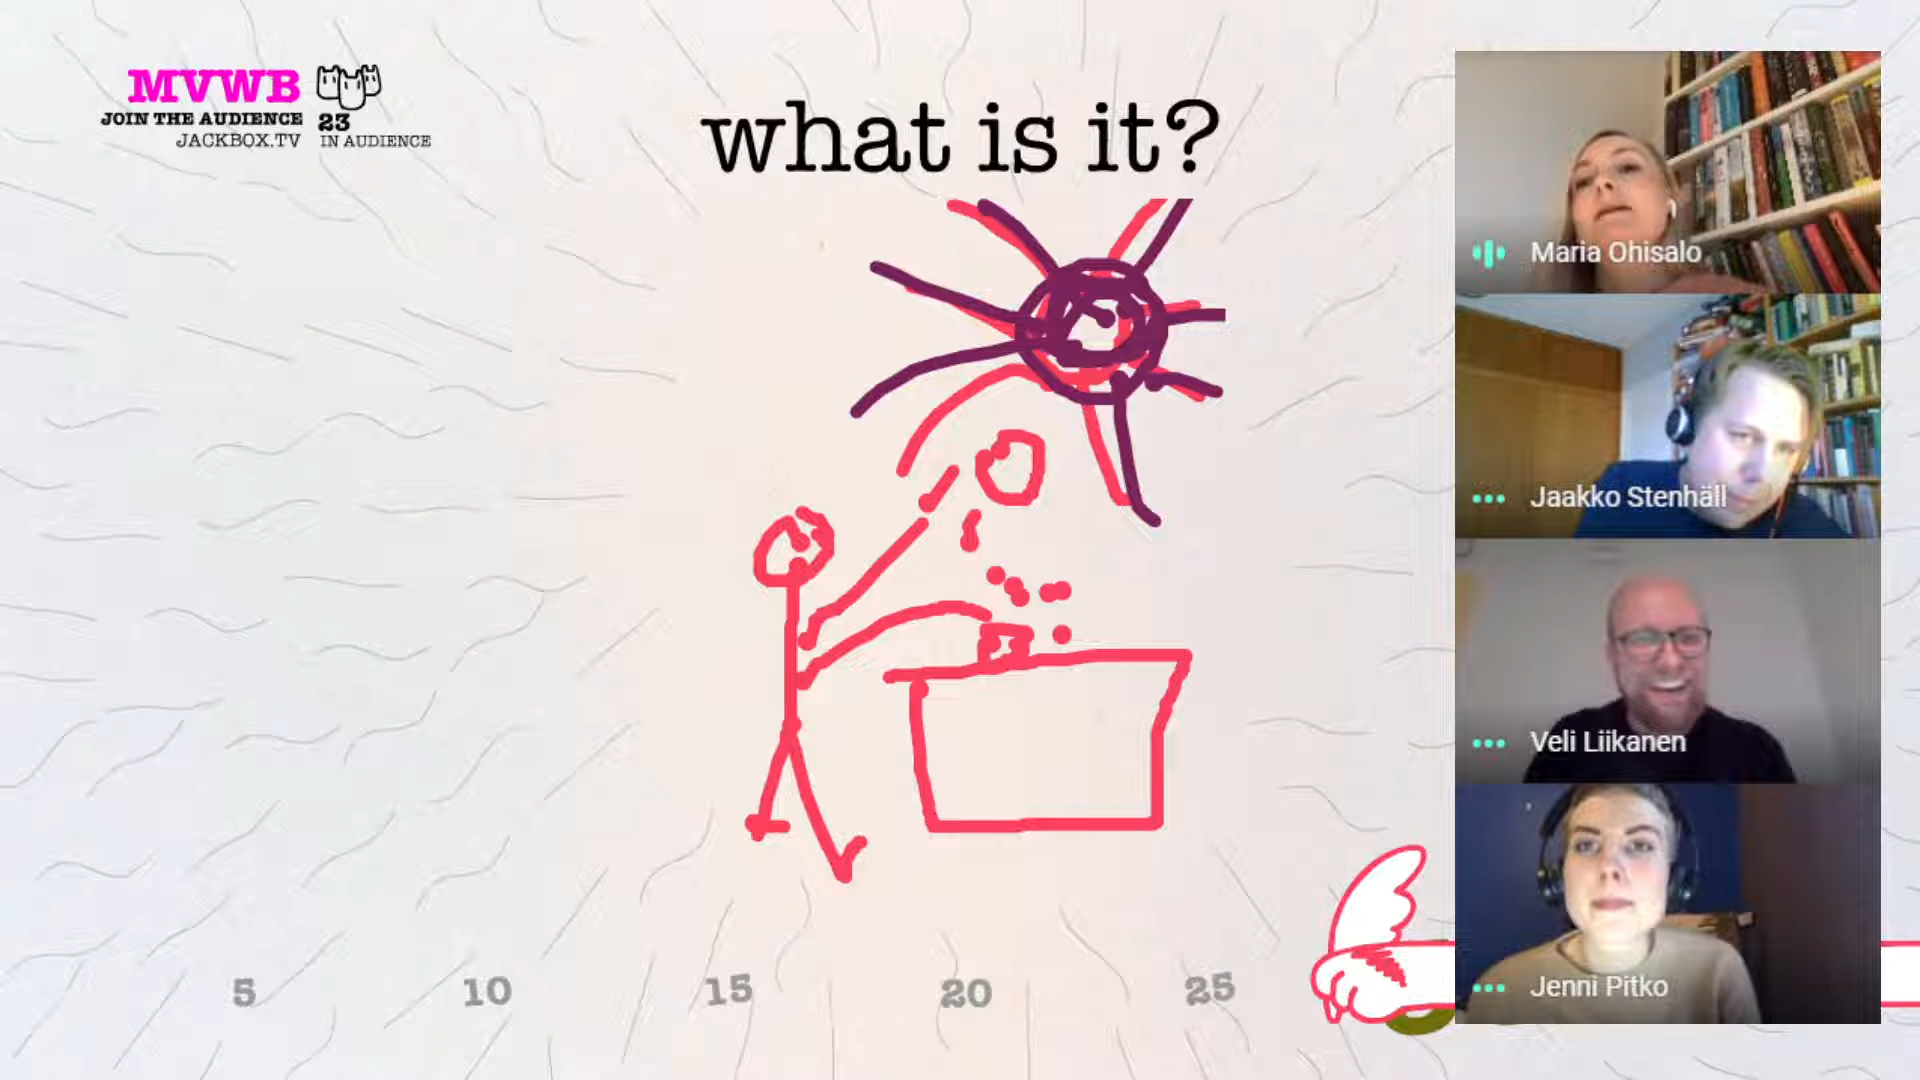 MVWB
JOIN THE AUDIENCE
JACKBOX.TV
23
IN AUDIENCE
what is it?
Maria Ohisalo
Jaakko Stenhäll
Veli Liikanen
Jenni Pitko
5 10 15 20 25